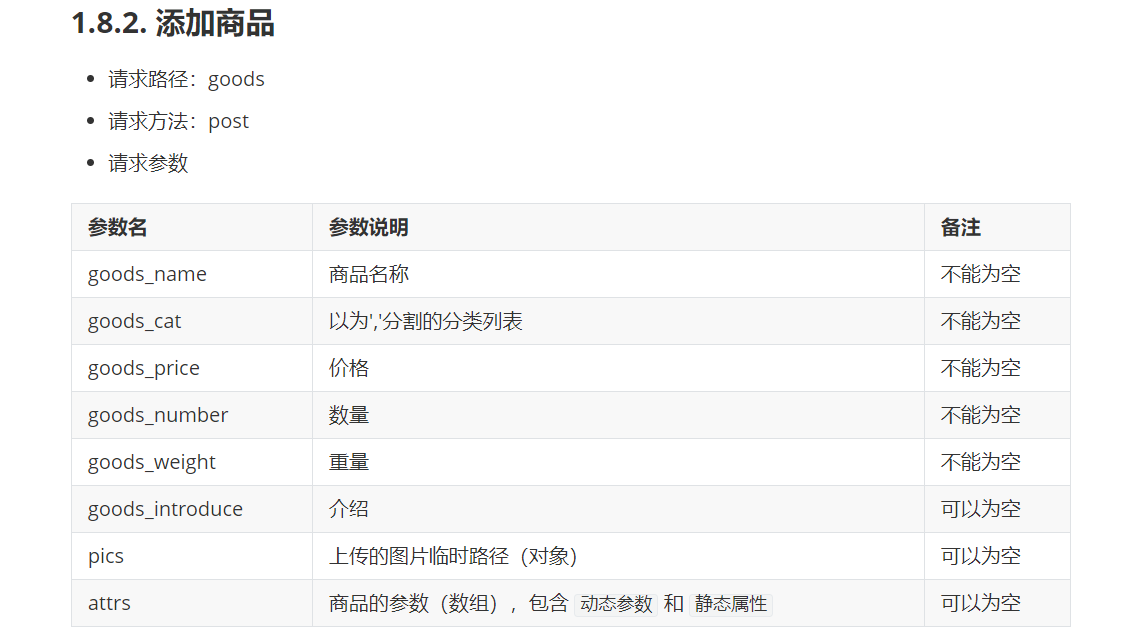 1.8.2. 添加商品
请求路径：goods
请求方法：post
请求参数
参数名 参数说明 备注
goods_name 商品名称 不能为空
goods_cat 以为','分割的分类列表 不能为空
goods_price 价格 不能为空
goods_number 数量 不能为空
goods_weight 重量 不能为空
goods_introduce 介绍 可以为空
pics 上传的图片临时路径（对象） 可以为空
attrs 商品的参数（数组），包含 动态参数 和 静态属性 可以为空